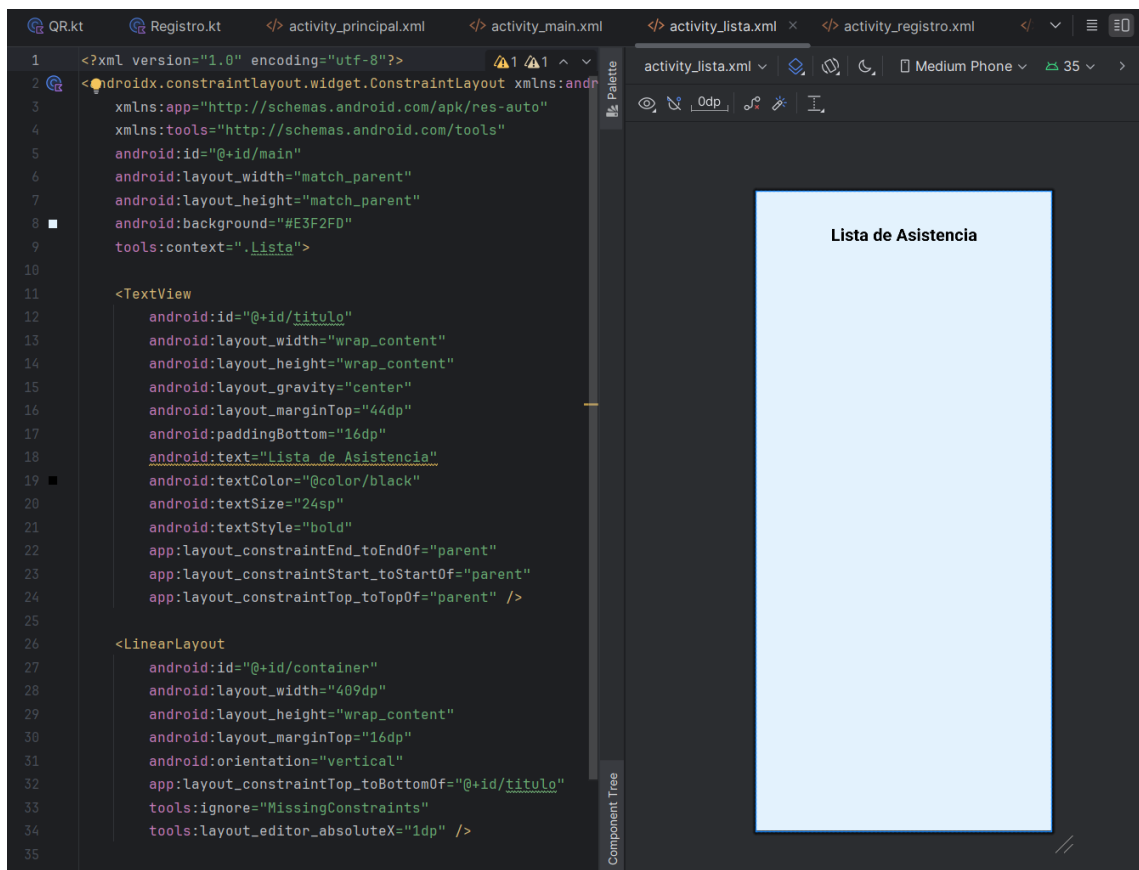 QR.kt Registro.kt </> activity_principal.xml </> activity_main.xml </> activity_lista.xml × </> activity_registro.xml </>
activity_lista.xml Medium Phone 35
0dp
Palette
1 <?xml version="1.0" encoding="utf-8"?> 1 1
2 <androidx.constraintlayout.widget.ConstraintLayout xmlns:andr
3 xmlns:app="http://schemas.android.com/apk/res-auto"
4 xmlns:tools="http://schemas.android.com/tools"
5 android:id="@+id/main"
6 android:layout_width="match_parent"
7 android:layout_height="match_parent"
8 android:background="#E3F2FD"
9 tools:context=".Lista">
10
11 <TextView
12 android:id="@+id/titulo"
13 android:layout_width="wrap_content"
14 android:layout_height="wrap_content"
15 android:layout_gravity="center"
16 android:layout_marginTop="44dp"
17 android:paddingBottom="16dp"
18 android:text="Lista de Asistencia"
19 android:textColor="@color/black"
20 android:textSize="24sp"
21 android:textStyle="bold"
22 app:layout_constraintEnd_toEndOf="parent"
23 app:layout_constraintStart_toStartOf="parent"
24 app:layout_constraintTop_toTopOf="parent" />
25
26 <LinearLayout
27 android:id="@+id/container"
28 android:layout_width="409dp"
29 android:layout_height="wrap_content"
30 android:layout_marginTop="16dp"
31 android:orientation="vertical"
32 app:layout_constraintTop_toBottomOf="@+id/titulo"
33 tools:ignore="MissingConstraints"
34 tools:layout_editor_absoluteX="1dp" />
35
Component Tree
Lista de Asistencia